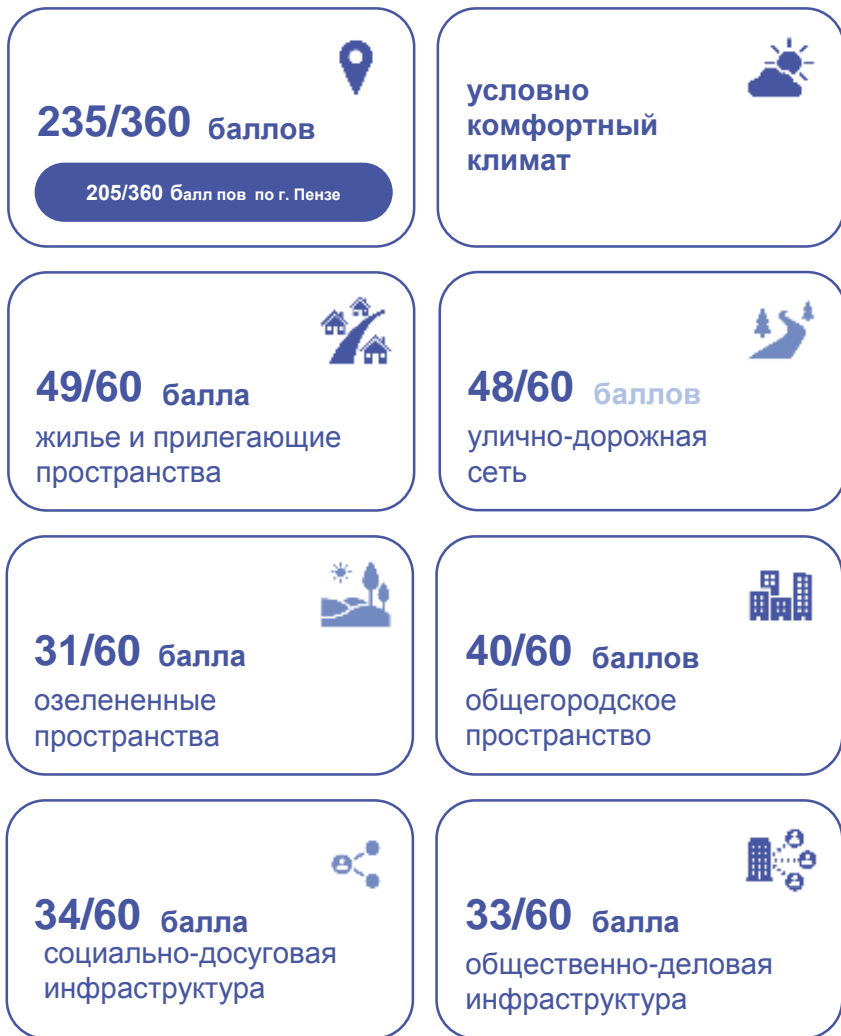 235/360 баллов
205/360 балл пов по г. Пензе
условно
комфортный
климат
49/60 балла
жилье и прилегающие
пространства
48/60 баллов
улично-дорожная
сеть
31/60 балла
озелененные
пространства
40/60 баллов
общегородское
пространство
34/60 балла
социально-досуговая
инфраструктура
33/60 балла
общественно-деловая
инфраструктура